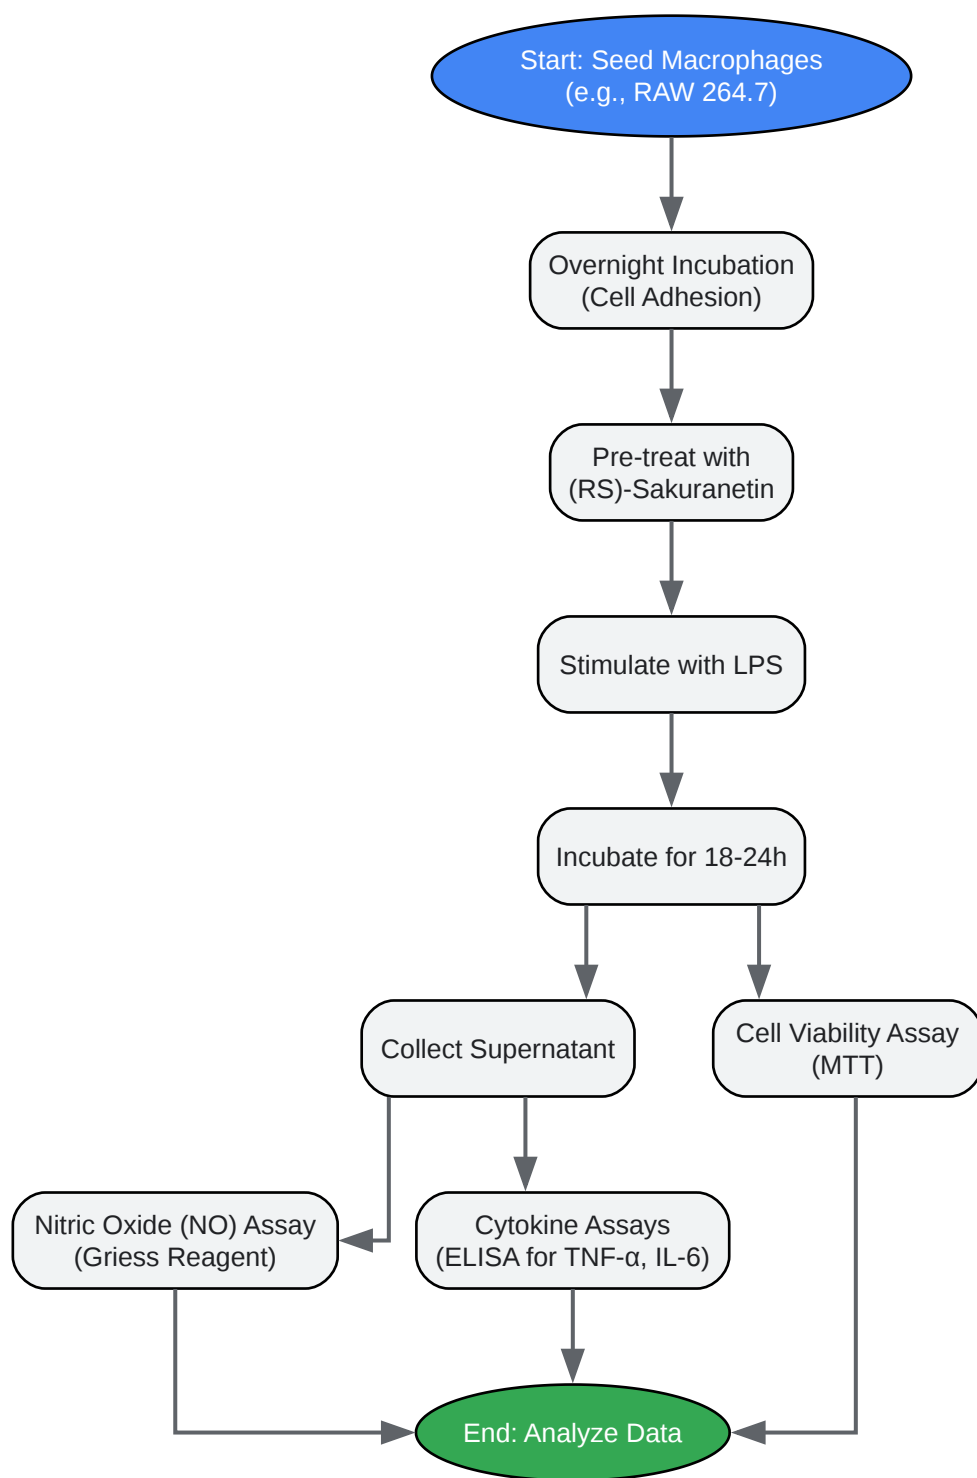 Start: Seed Macrophages
(e.g., RAW 264.7)
Overnight Incubation
(Cell Adhesion)
Pre-treat with
(RS)-Sakuranetin
Stimulate with LPS
Incubate for 18-24h
Collect Supernatant
Cell Viability Assay
(MTT)
Nitric Oxide (NO) Assay
(Griess Reagent)
Cytokine Assays
(ELISA for TNF-α, IL-6)
End: Analyze Data